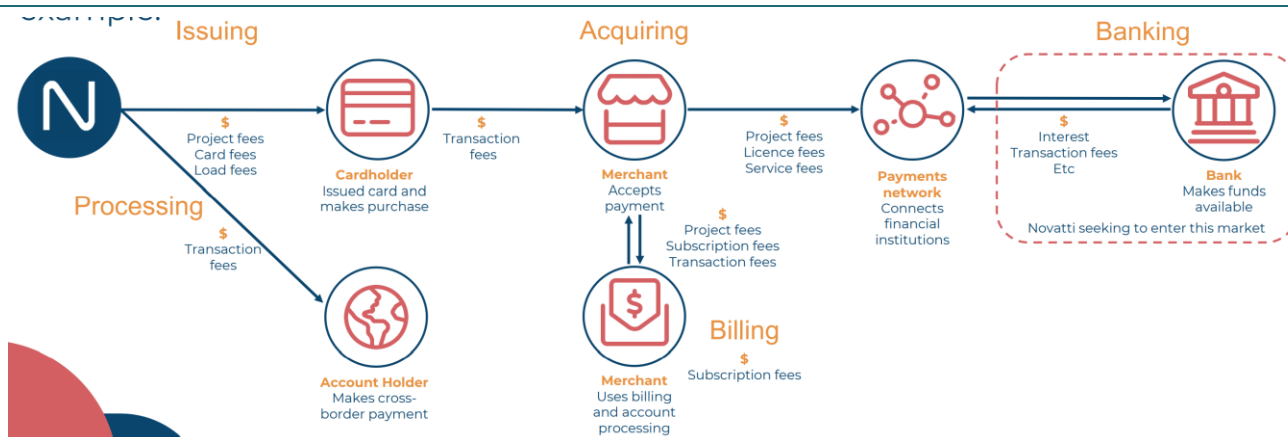 example:
Issuing
Acquiring
Banking
N
$
Project fees
Card fees
Load fees
$
Transaction
fees
$
Project fees
Licence fees
Service fees
$
Interest
Transaction fees
Etc
Cardholder
Issued card and
makes purchase
Merchant
Accepts
payment
Payments
network
Connects
financial
institutions
Bank
Makes funds
available
Novatti seeking to enter this market
Processing
$
Transaction
fees
$
Project fees
Subscription fees
Transaction fees
$
Billing
$
Subscription fees
Account Holder
Makes cross-
border payment
Merchant
Uses billing
and account
processing